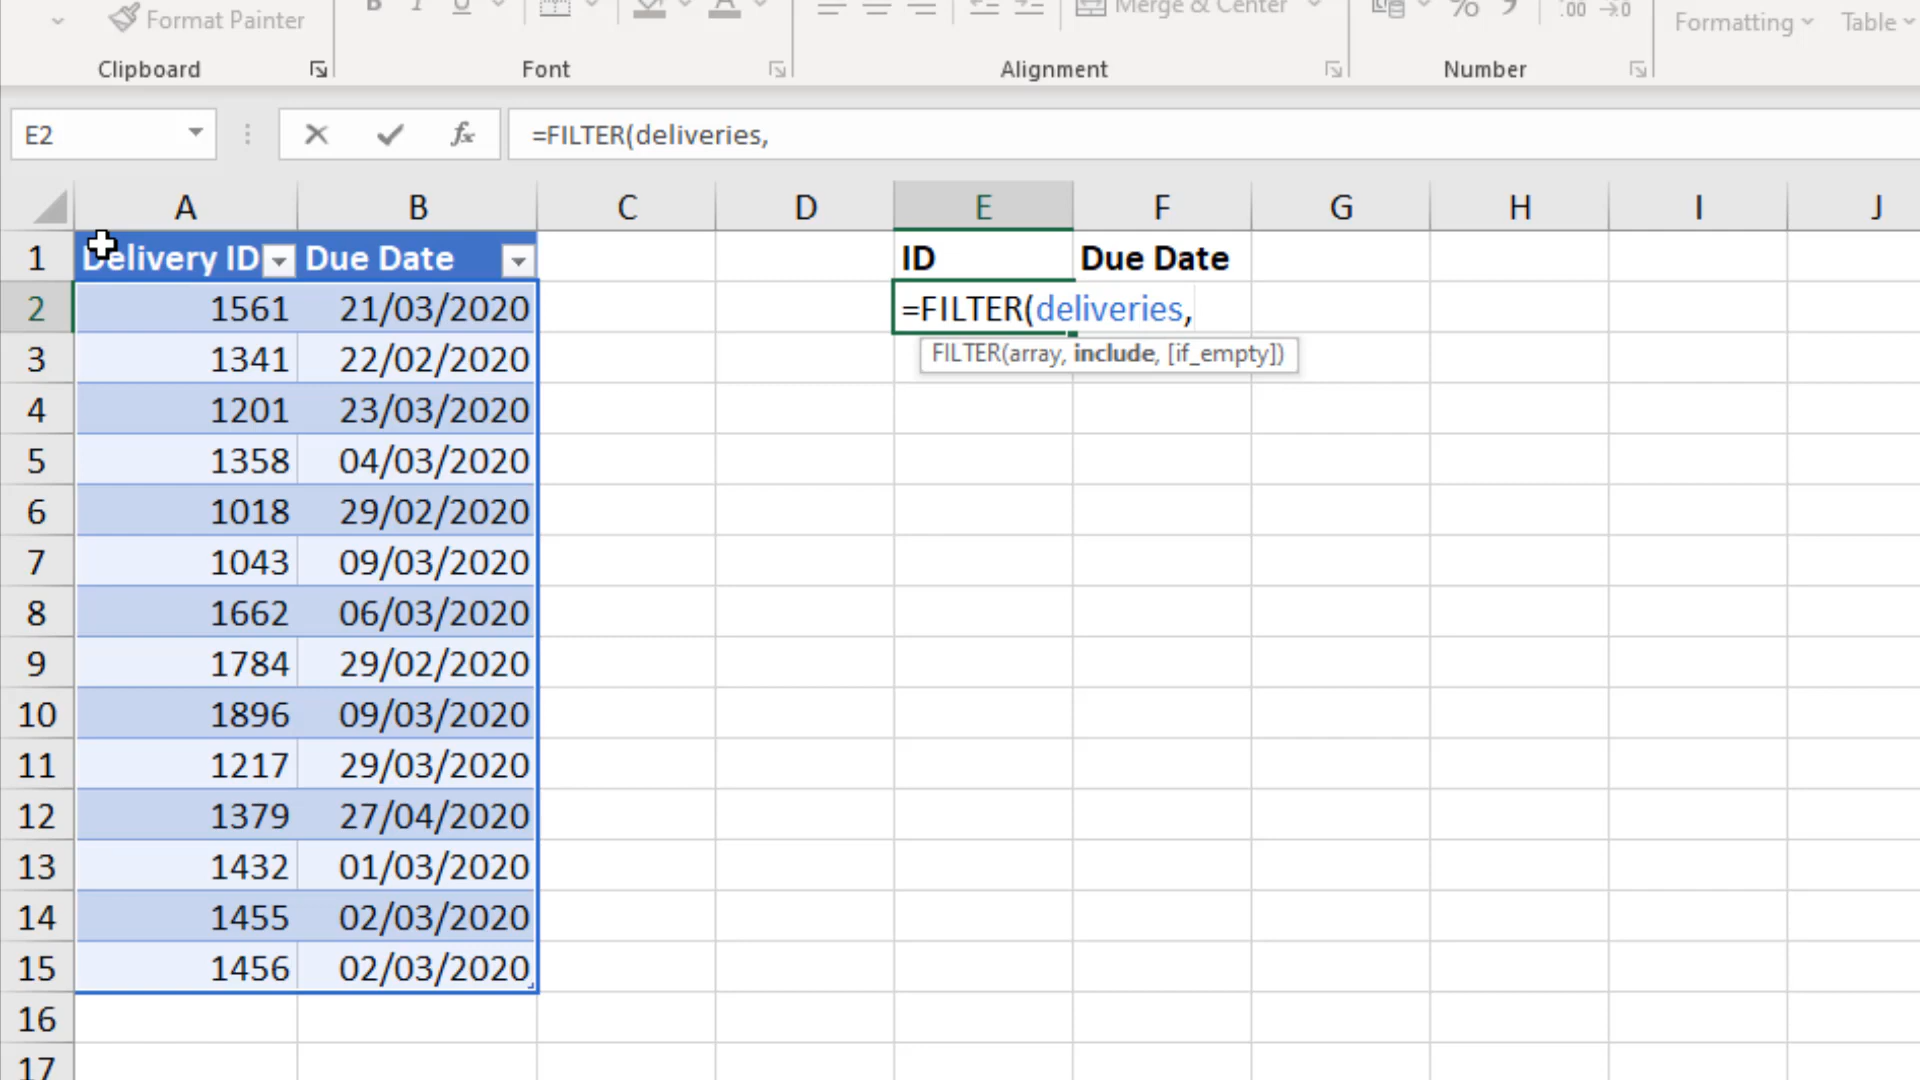 Format Painter
B I U
Merge & Center
%
Formatting
Table
Clipboard
Font
Alignment
Number
E2
fx
=FILTER(deliveries,
A B C D E F G H I J
1 Delivery ID Due Date ID Due Date
2 1561 21/03/2020 =FILTER(deliveries,
FILTER(array, include, [if_empty])
3 1341 22/02/2020
4 1201 23/03/2020
5 1358 04/03/2020
6 1018 29/02/2020
7 1043 09/03/2020
8 1662 06/03/2020
9 1784 29/02/2020
10 1896 09/03/2020
11 1217 29/03/2020
12 1379 27/04/2020
13 1432 01/03/2020
14 1455 02/03/2020
15 1456 02/03/2020
16
17